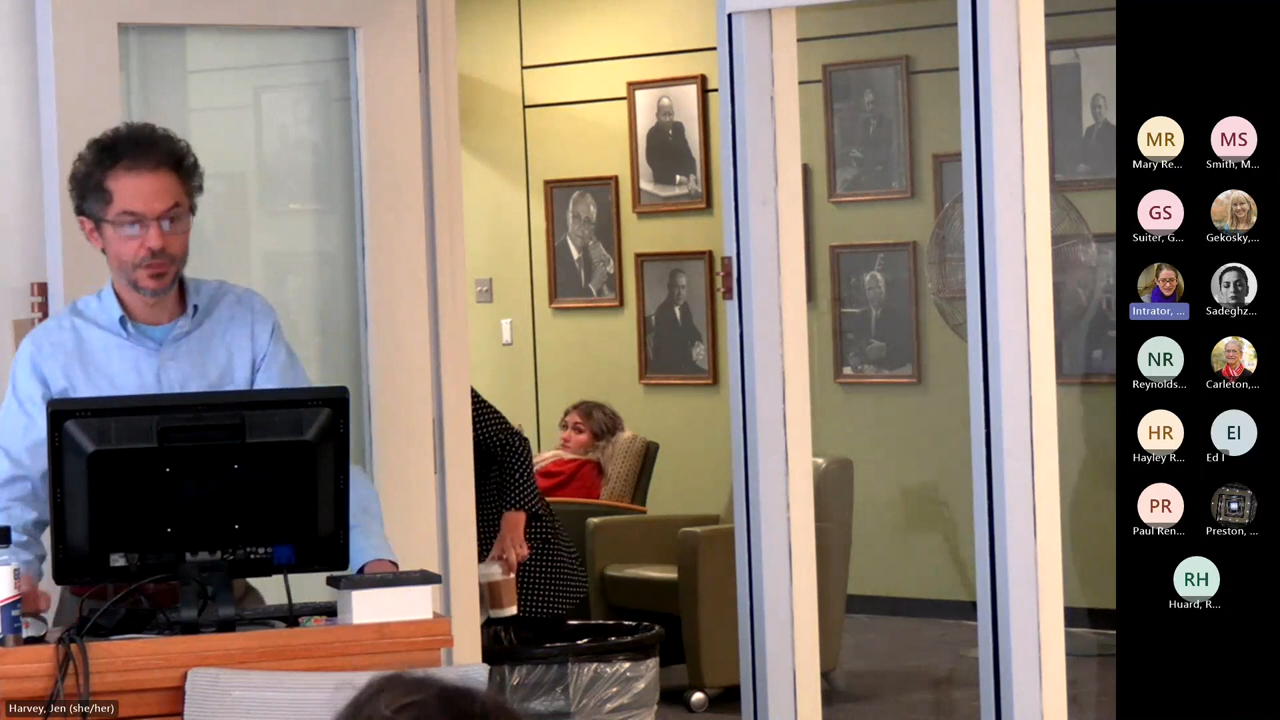 MR
MS
Mary Re...
Smith, M...
GS
Suiter, G...
Gekosky,...
Intrator, ...
Sadeghz...
NR
Reynolds...
Carleton,...
HR
EI
Hayley R...
Ed I
PR
Paul Ren...
Preston, ...
RH
Huard, R...
Harvey, Jen (she/her)